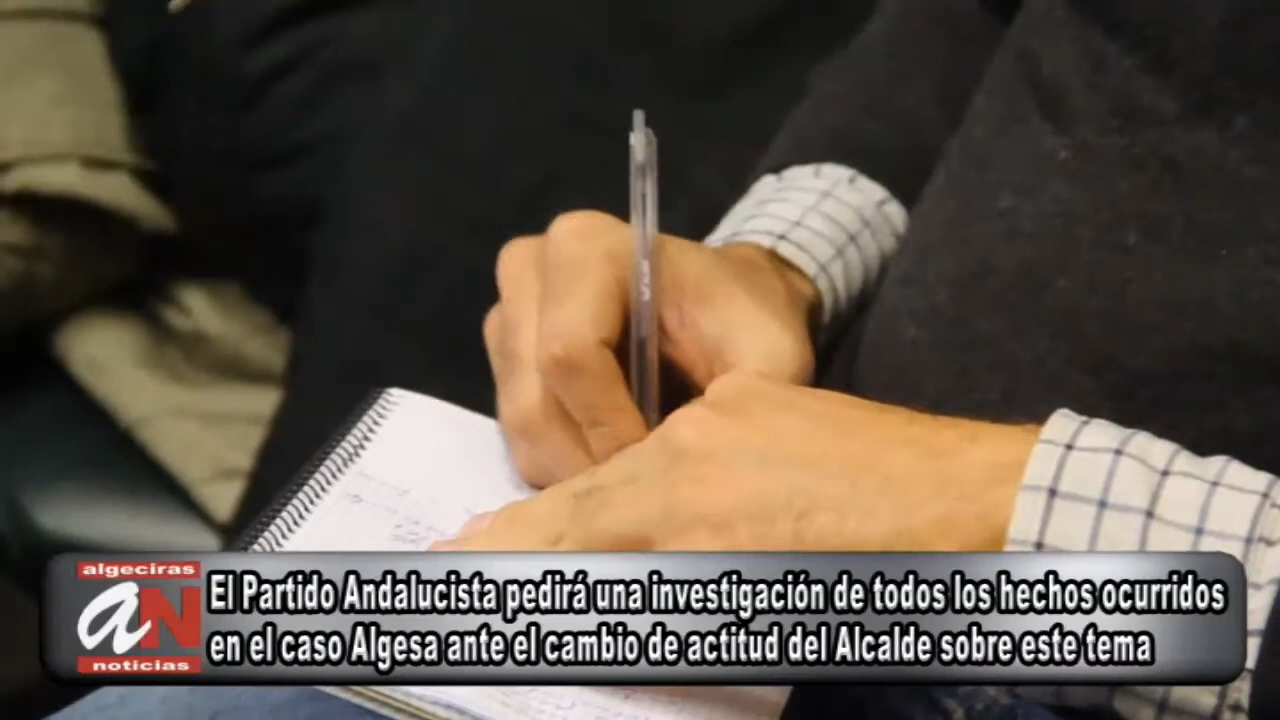 algeciras
aN
noticias
El Partido Andalucista pedirá una investigación de todos los hechos ocurridos
en el caso Algesa ante el cambio de actitud del Alcalde sobre este tema